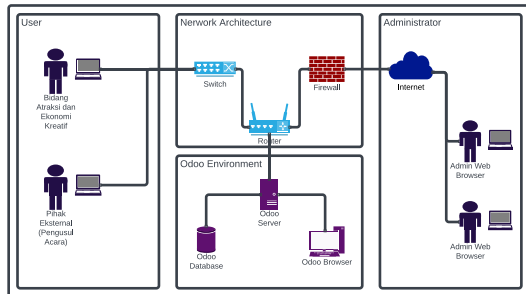 User
Bidang
Atraksi dan
Ekonomi
Kreatif
Pihak
Eksternal
(Pengusul
Acara)
Nerwork Architecture
Switch
Router
Firewall
Odoo Environment
Odoo
Server
Odoo
Database
Odoo Browser
Administrator
Internet
Admin Web
Browser
Admin Web
Browser